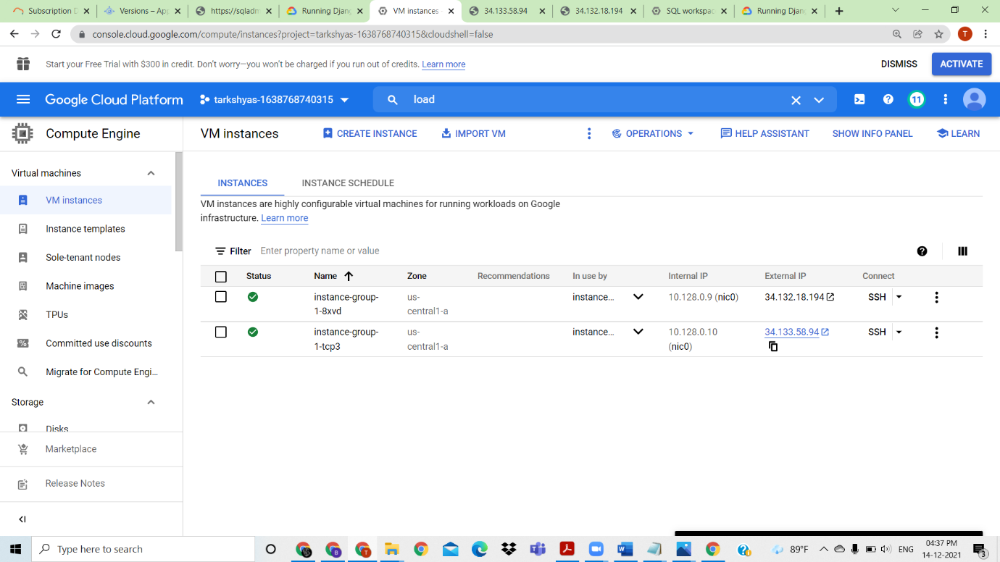 Subscription D
Versions – App
https://sqladm
Running Djang
VM instances -
34.133.58.94
34.132.18.194
SQL workspac
Running Djang
console.cloud.google.com/compute/instances?project=tarkshyas-1638768740315&cloudshell=false
T
Start your Free Trial with $300 in credit. Don't worry—you won't be charged if you run out of credits. Learn more
DISMISS
ACTIVATE
Google Cloud Platform
tarkshyas-1638768740315
load
11
Compute Engine
VM instances
CREATE INSTANCE
IMPORT VM
OPERATIONS
HELP ASSISTANT
SHOW INFO PANEL
LEARN
Virtual machines
VM instances
Instance templates
Sole-tenant nodes
Machine images
TPUs
Committed use discounts
Migrate for Compute Engi...
Storage
Disks
Marketplace
Release Notes
INSTANCES
INSTANCE SCHEDULE
VM instances are highly configurable virtual machines for running workloads on Google
infrastructure. Learn more
Filter Enter property name or value
Status Name Zone Recommendations In use by Internal IP External IP Connect
instance-group-
1-8xvd
us-
central1-a
instance...
10.128.0.9 (nic0)
34.132.18.194
SSH
instance-group-
1-tcp3
us-
central1-a
instance...
10.128.0.10
(nic0)
34.133.58.94
SSH
Type here to search
89°F
ENG
04:37 PM
14-12-2021
3